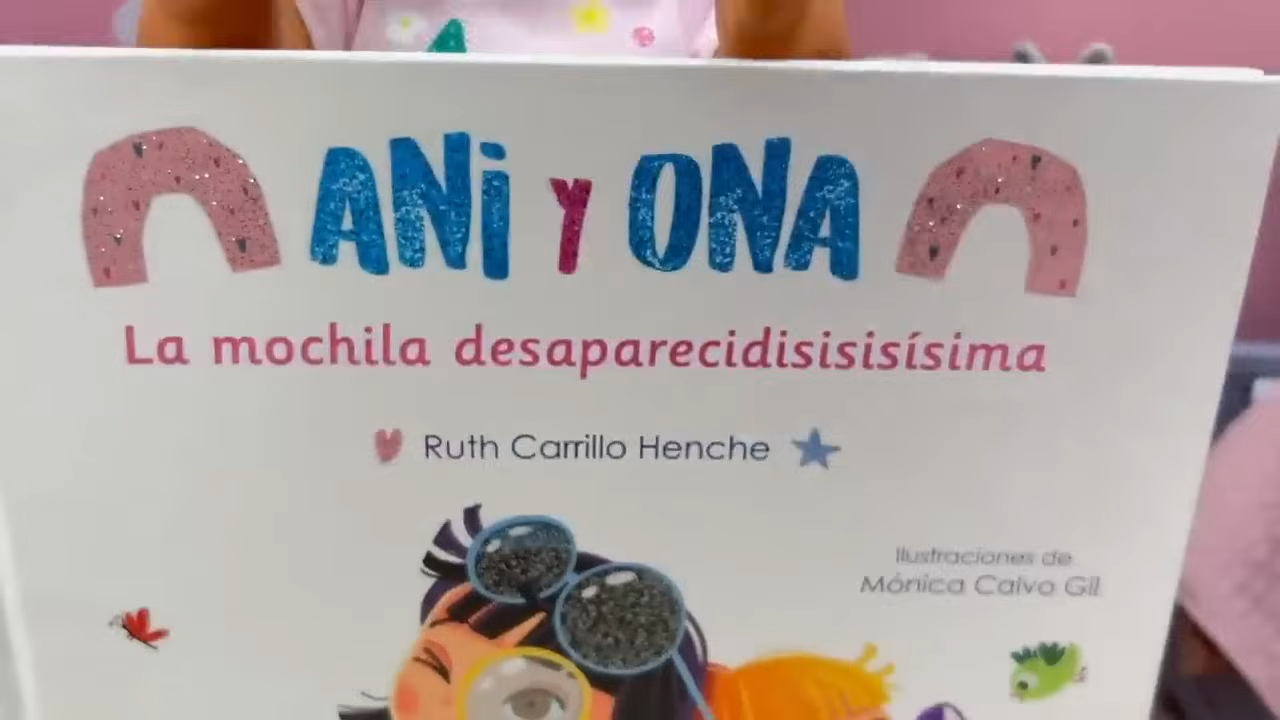 ANi y ONA
La mochila desaparecidisisisísima
Ruth Carrillo Henche
Ilustraciones de
Mónica Calvo Gil